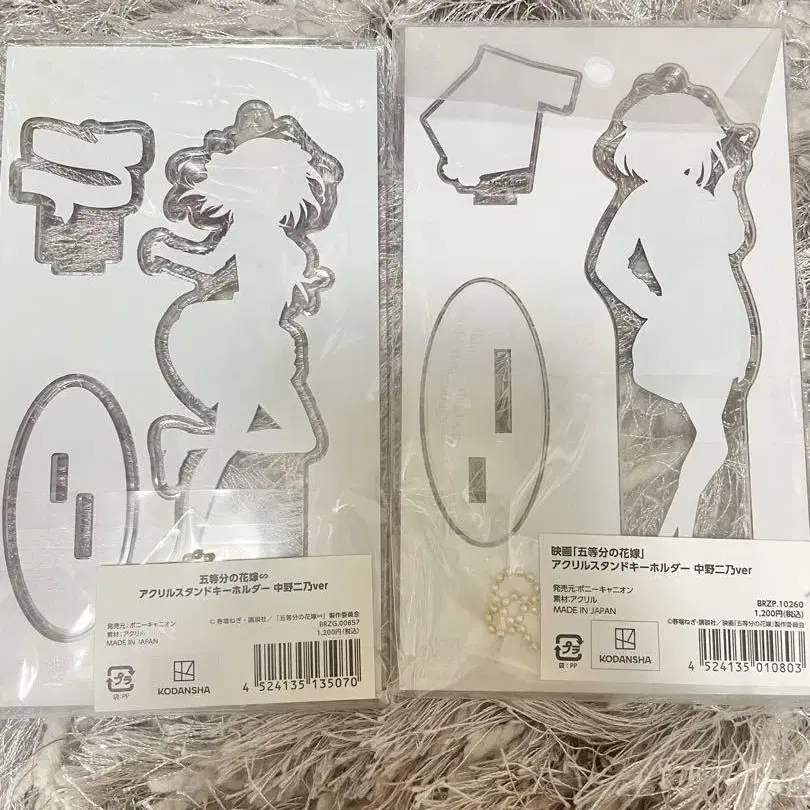 五等分の花嫁∽
アクリルスタンドキーホルダー 中野二乃ver
発売元:ポニーキャニオン
素材:アクリル
MADE IN JAPAN
© 春場ねぎ・講談社／「五等分の花嫁∽」製作委員会
BRZG.00857
1,200円(税込)
プラ
袋:PP
KODANSHA
4 524135 135070
映画「五等分の花嫁」
アクリルスタンドキーホルダー 中野二乃ver
発売元:ポニーキャニオン
素材:アクリル
MADE IN JAPAN
BRZP.10260
1,200円(税込)
©春場ねぎ・講談社／映画「五等分の花嫁」製作委員会
プラ
袋:PP
KODANSHA
4 524135 010803